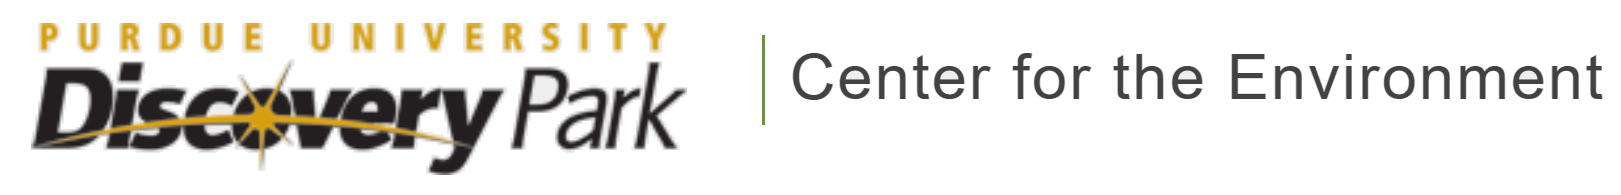 PURDUE UNIVERSITY
Discovery Park
Center for the Environment